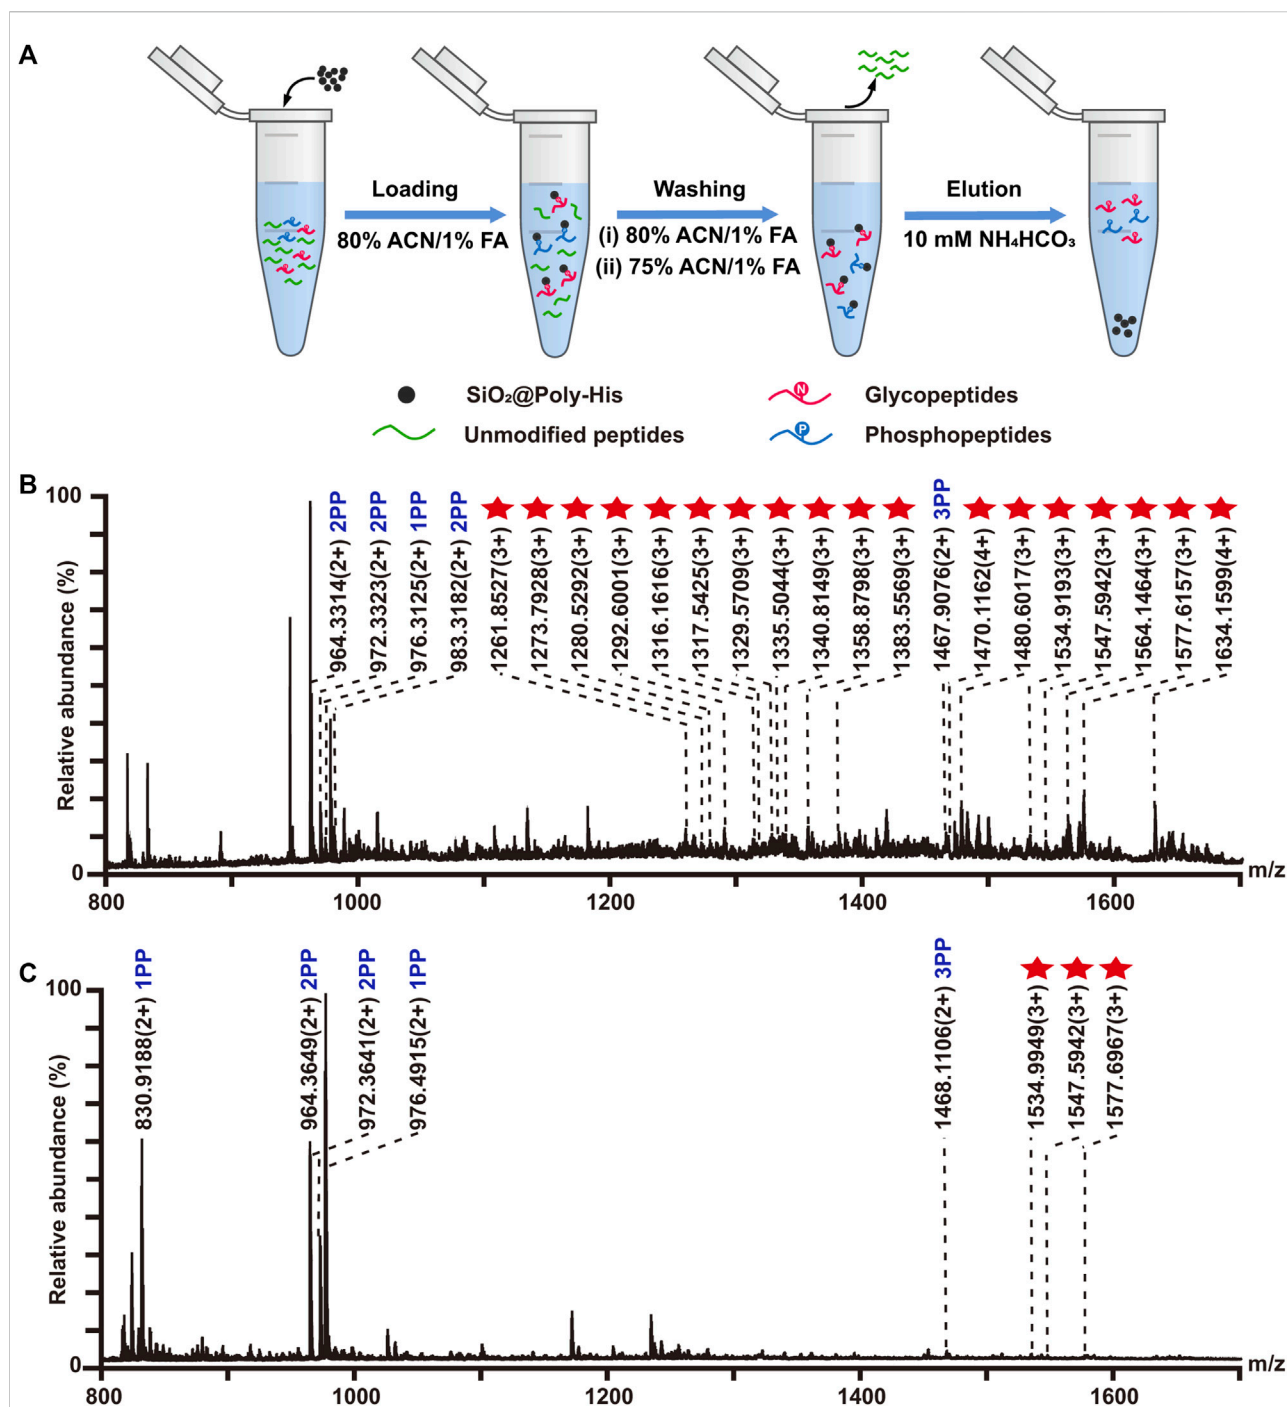 A
Loading
80% ACN/1% FA
Washing
(i) 80% ACN/1% FA
(ii) 75% ACN/1% FA
Elution
10 mM NH₄HCO₃
SiO₂@Poly-His
N
Glycopeptides
Unmodified peptides
P
Phosphopeptides
B
Relative abundance (%)
100
0
964.3314(2+) 2PP
972.3323(2+) 2PP
976.3125(2+) 1PP
983.3182(2+) 2PP
1261.8527(3+)
1273.7928(3+)
1280.5292(3+)
1292.6001(3+)
1316.1616(3+)
1317.5425(3+)
1329.5709(3+)
1335.5044(3+)
1340.8149(3+)
1358.8798(3+)
1383.5569(3+)
1467.9076(2+) 3PP
1470.1162(4+)
1480.6017(3+)
1534.9193(3+)
1547.5942(3+)
1564.1464(3+)
1577.6157(3+)
1634.1599(4+)
m/z
800 1000 1200 1400 1600
C
Relative abundance (%)
100
0
830.9188(2+) 1PP
964.3649(2+) 2PP
972.3641(2+) 2PP
976.4915(2+) 1PP
1468.1106(2+) 3PP
1534.9949(3+)
1547.5942(3+)
1577.6967(3+)
m/z
800 1000 1200 1400 1600